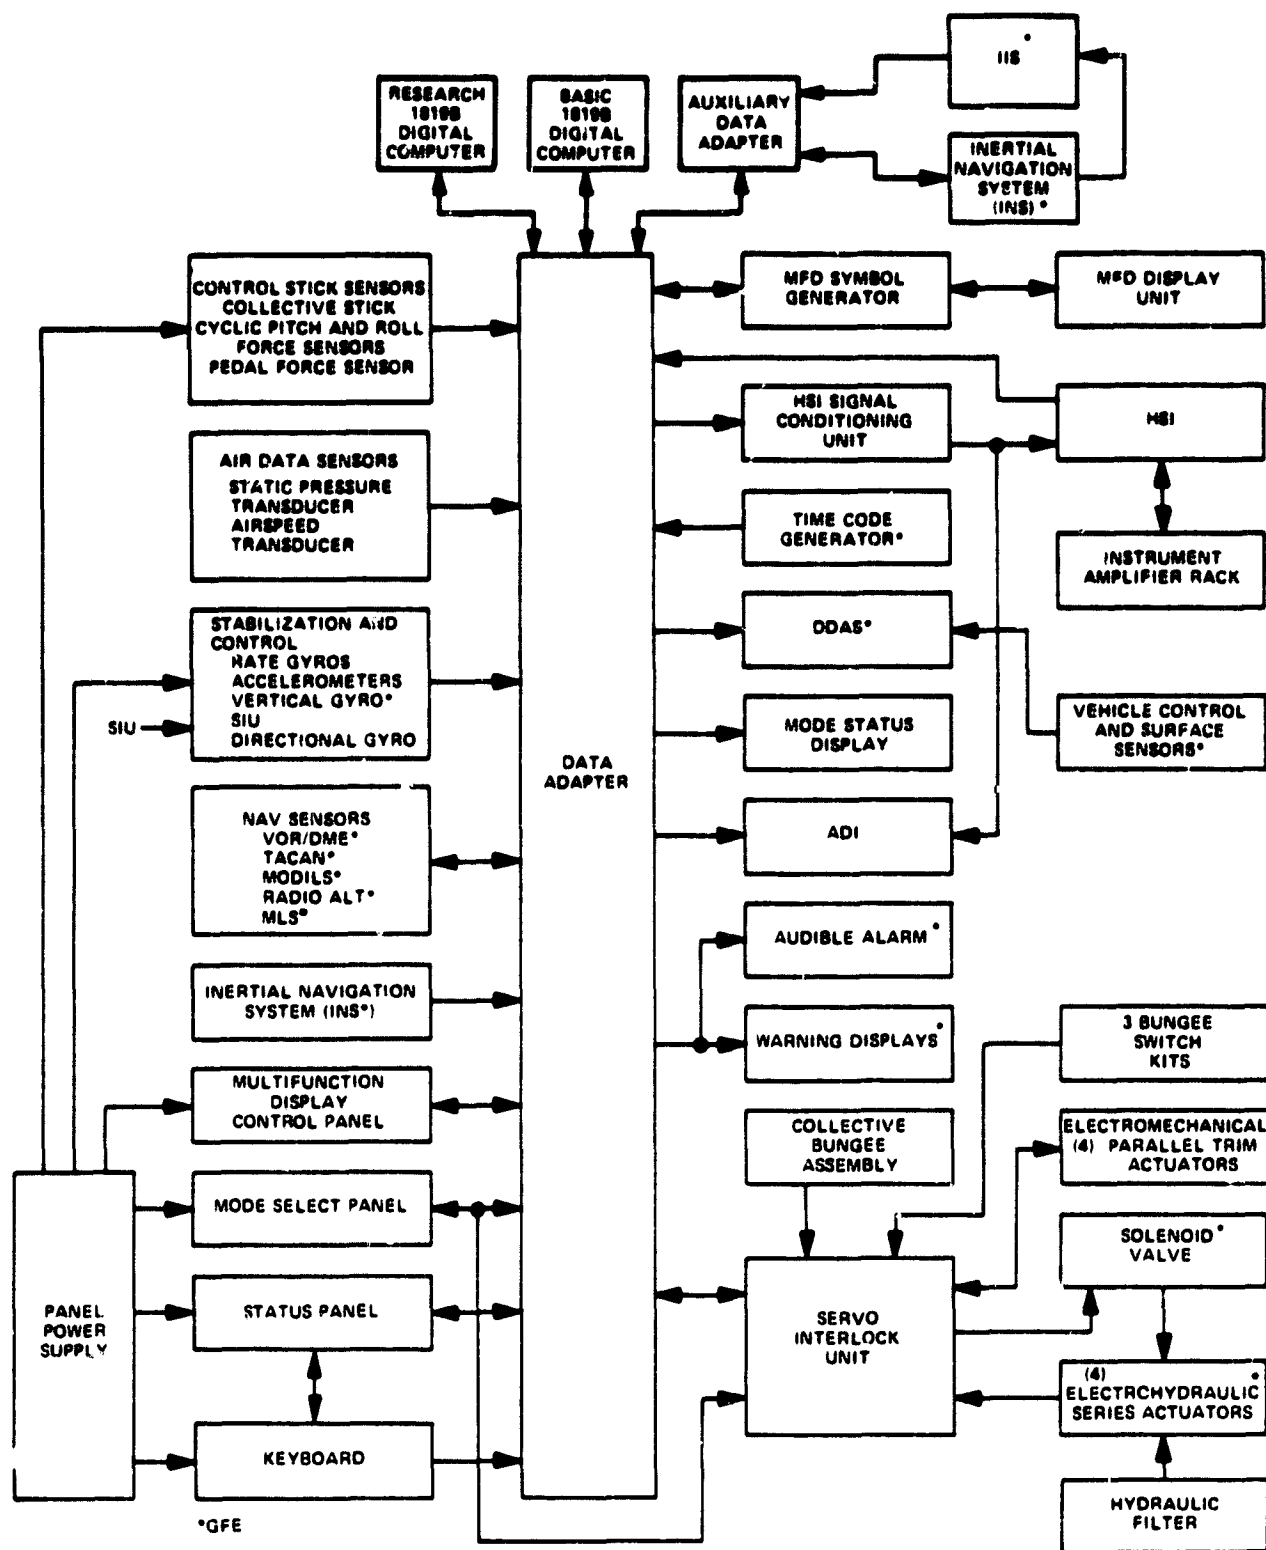 IIS*
RESEARCH
1819B
DIGITAL
COMPUTER
BASIC
1819B
DIGITAL
COMPUTER
AUXILIARY
DATA
ADAPTER
INERTIAL
NAVIGATION
SYSTEM
(INS)*
CONTROL STICK SENSORS
COLLECTIVE STICK
CYCLIC PITCH AND ROLL
FORCE SENSORS
PEDAL FORCE SENSOR
MFD SYMBOL
GENERATOR
MFD DISPLAY
UNIT
HSI SIGNAL
CONDITIONING
UNIT
HSI
AIR DATA SENSORS
STATIC PRESSURE
TRANSDUCER
AIRSPEED
TRANSDUCER
TIME CODE
GENERATOR*
INSTRUMENT
AMPLIFIER RACK
STABILIZATION AND
CONTROL
RATE GYROS
ACCELEROMETERS
VERTICAL GYRO*
SIU
DIRECTIONAL GYRO
SIU
DDAS*
MODE STATUS
DISPLAY
VEHICLE CONTROL
AND SURFACE
SENSORS*
DATA
ADAPTER
NAV SENSORS
VOR/DME*
TACAN*
MODILS*
RADIO ALT*
MLS*
ADI
AUDIBLE ALARM*
INERTIAL NAVIGATION
SYSTEM (INS*)
WARNING DISPLAYS*
3 BUNGEE
SWITCH
KITS
MULTIFUNCTION
DISPLAY
CONTROL PANEL
COLLECTIVE
BUNGEE
ASSEMBLY
ELECTROMECHANICAL
(4) PARALLEL TRIM
ACTUATORS
MODE SELECT PANEL
SOLENOID*
VALVE
PANEL
POWER
SUPPLY
STATUS PANEL
SERVO
INTERLOCK
UNIT
(4)
ELECTRHYDRAULIC*
SERIES ACTUATORS
KEYBOARD
HYDRAULIC
FILTER
*GFE